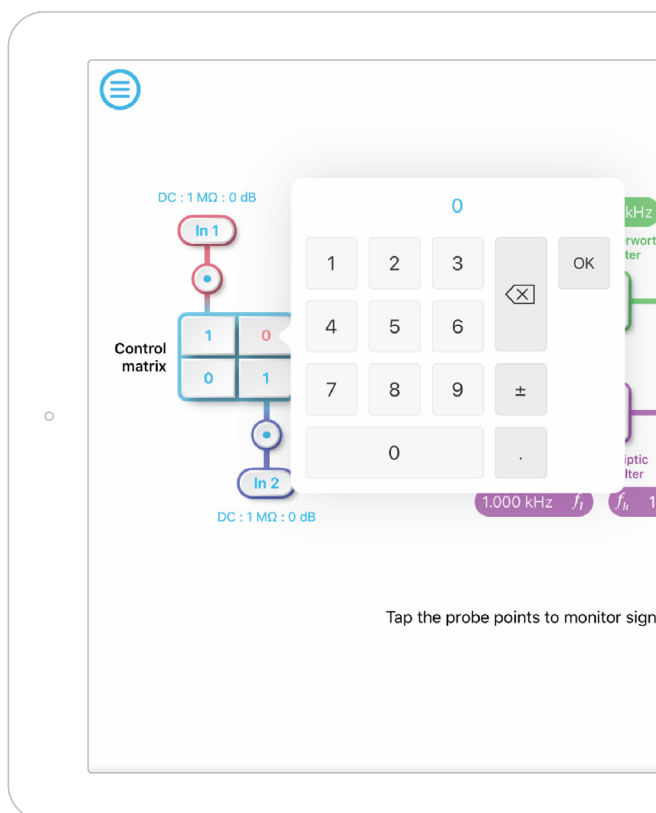 DC : 1 MΩ : 0 dB
In 1
Control
matrix
1 0
0 1
In 2
DC : 1 MΩ : 0 dB
0
1 2 3 OK
4 5 6
7 8 9 ±
0 .
kHz
1.000 kHz fl
fh 1
Tap the probe points to monitor